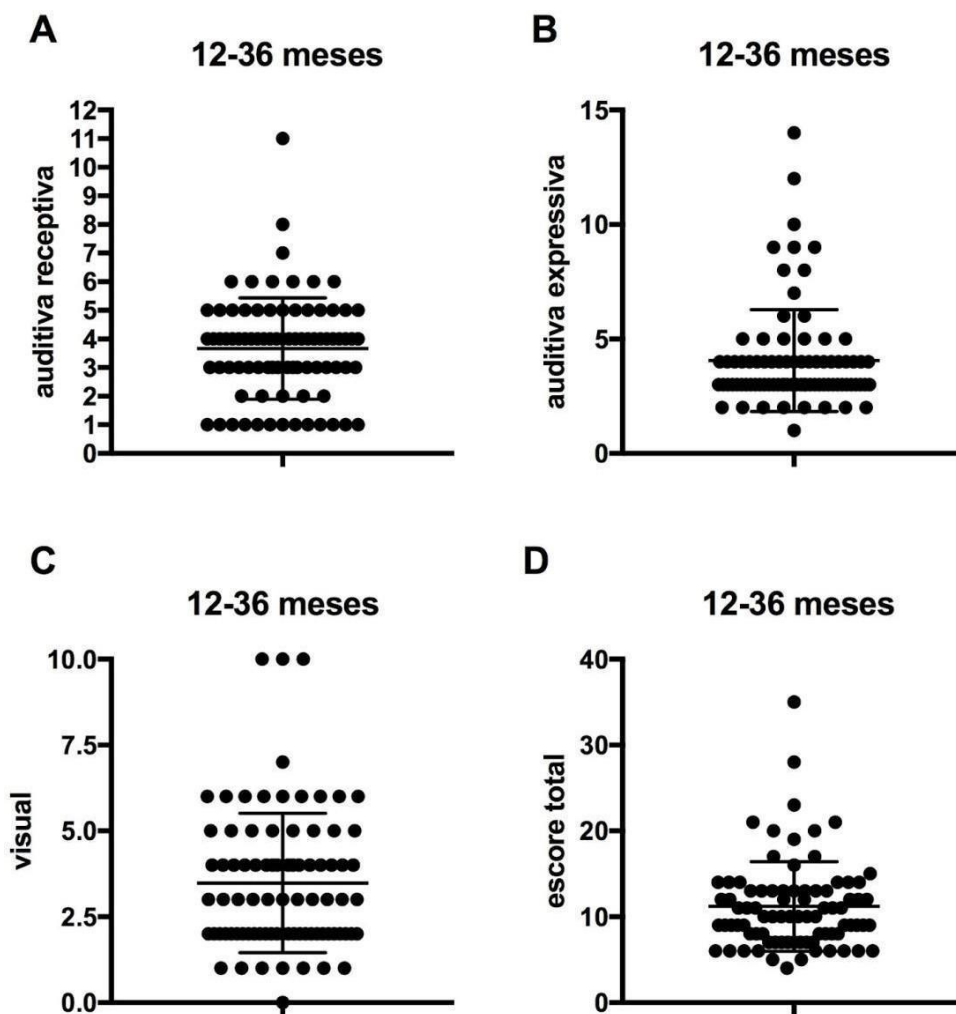 A
12-36 meses
auditiva receptiva
12
11
10
9
8
7
6
5
4
3
2
1
0
B
12-36 meses
auditiva expressiva
15
10
5
0
C
12-36 meses
visual
10.0
7.5
5.0
2.5
0.0
D
12-36 meses
escore total
40
30
20
10
0